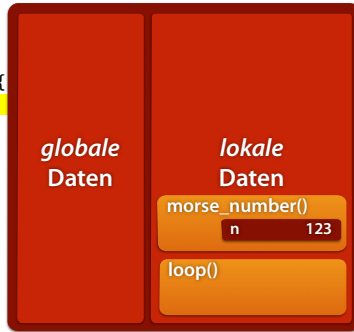 {
globale
Daten
lokale
Daten
morse_number()
n 123
loop()